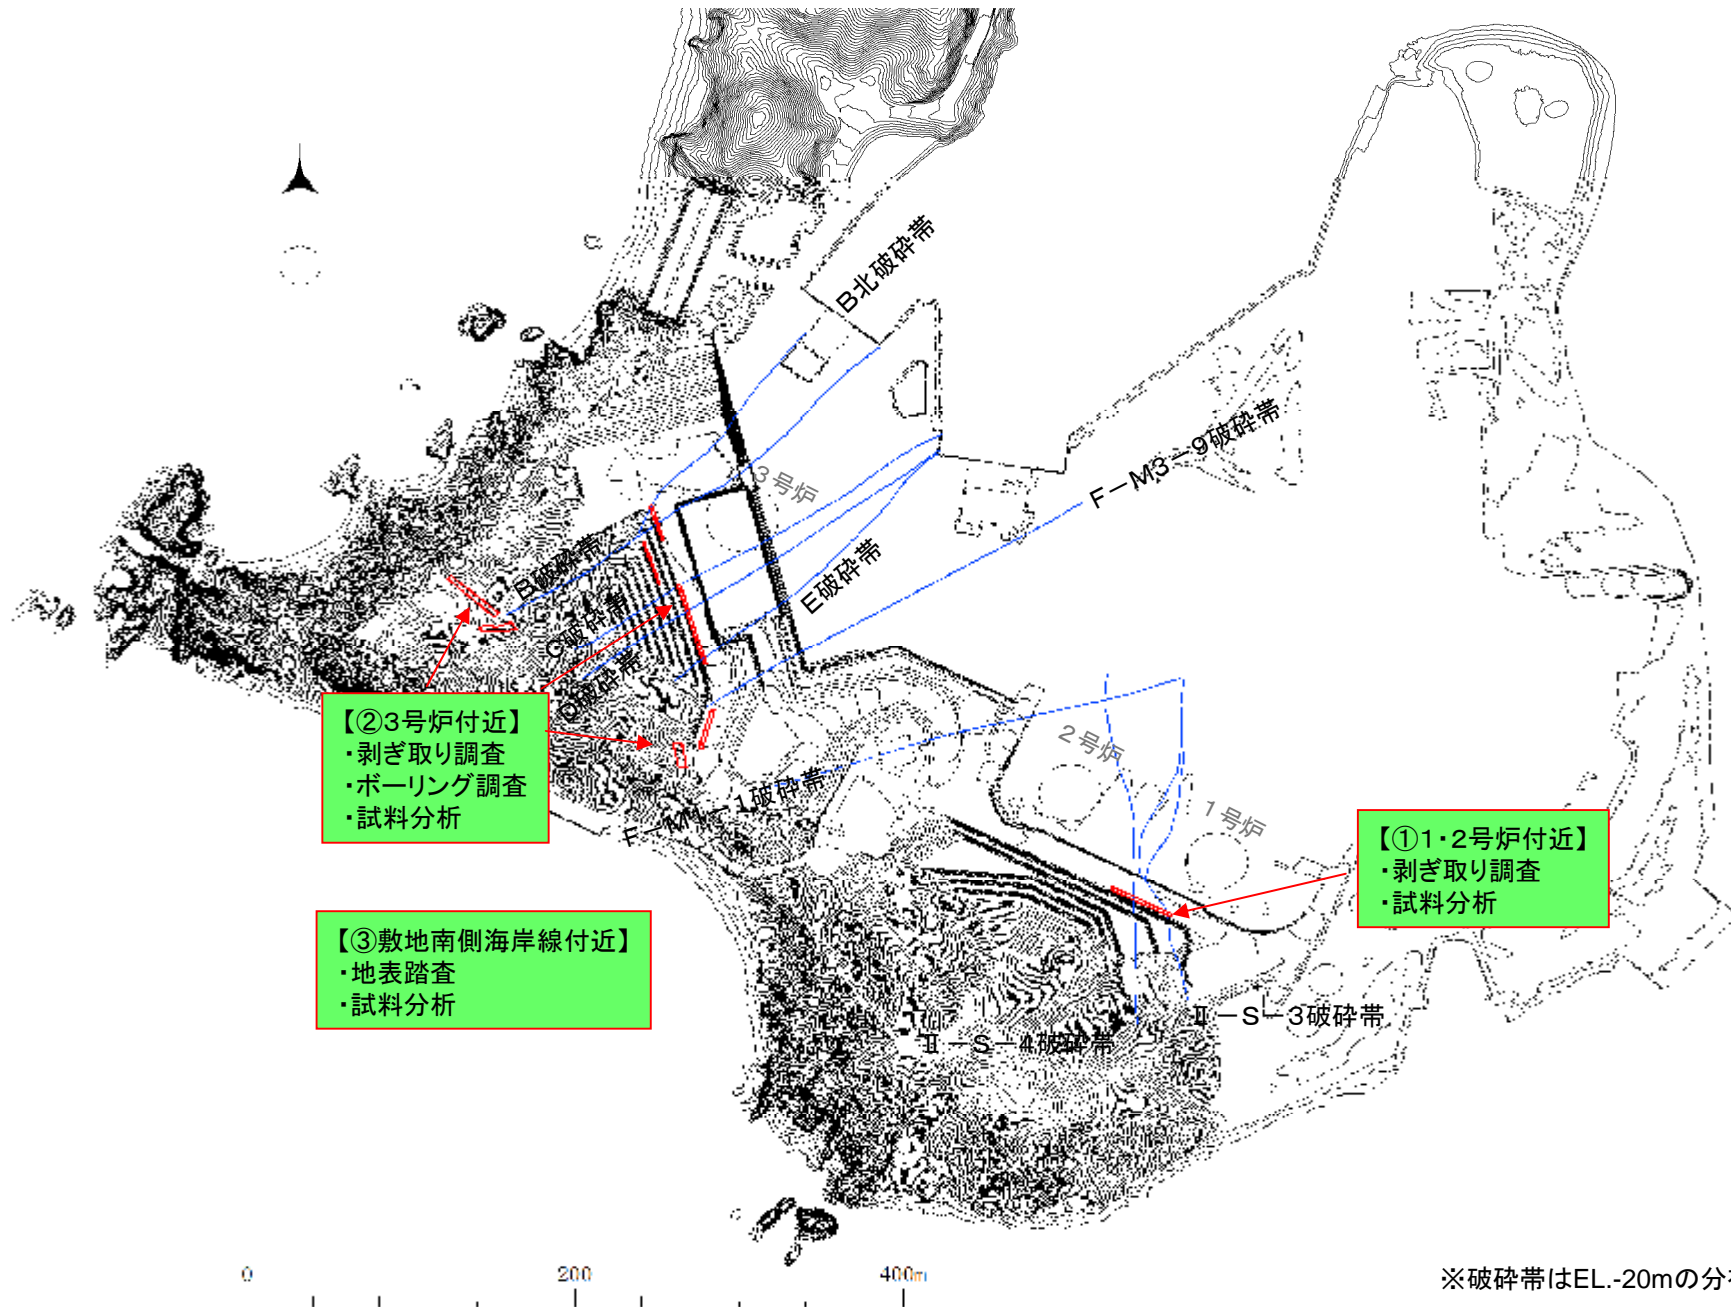 B北破砕帯
3号炉
F-M3-9破砕帯
B破砕帯
E破砕帯
C破砕帯
D破砕帯
【②3号炉付近】
・剥ぎ取り調査
・ボーリング調査
・試料分析
2号炉
F-M1-1破砕帯
1号炉
【①1・2号炉付近】
・剥ぎ取り調査
・試料分析
【③敷地南側海岸線付近】
・地表踏査
・試料分析
Ⅱ-S-3破砕帯
Ⅱ-S-4破砕帯
0 200 400m
※破砕帯はEL.-20mの分